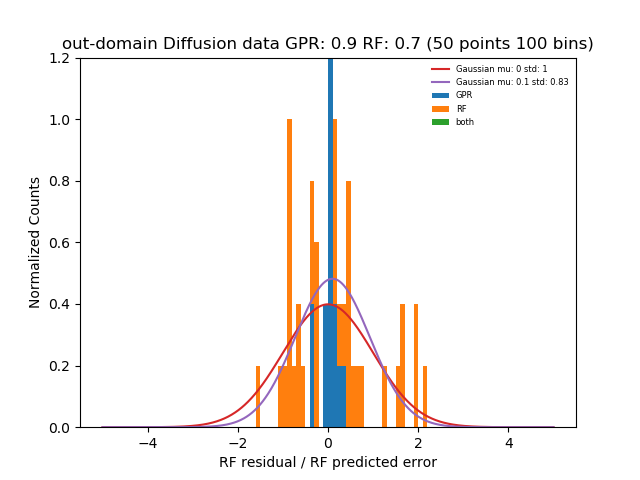 out-domain Diffusion data GPR: 0.9 RF: 0.7 (50 points 100 bins)
Gaussian mu: 0 std: 1
Gaussian mu: 0.1 std: 0.83
GPR
RF
both
Normalized Counts
1.2
1.0
0.8
0.6
0.4
0.2
0.0
−4 −2 0 2 4
RF residual / RF predicted error